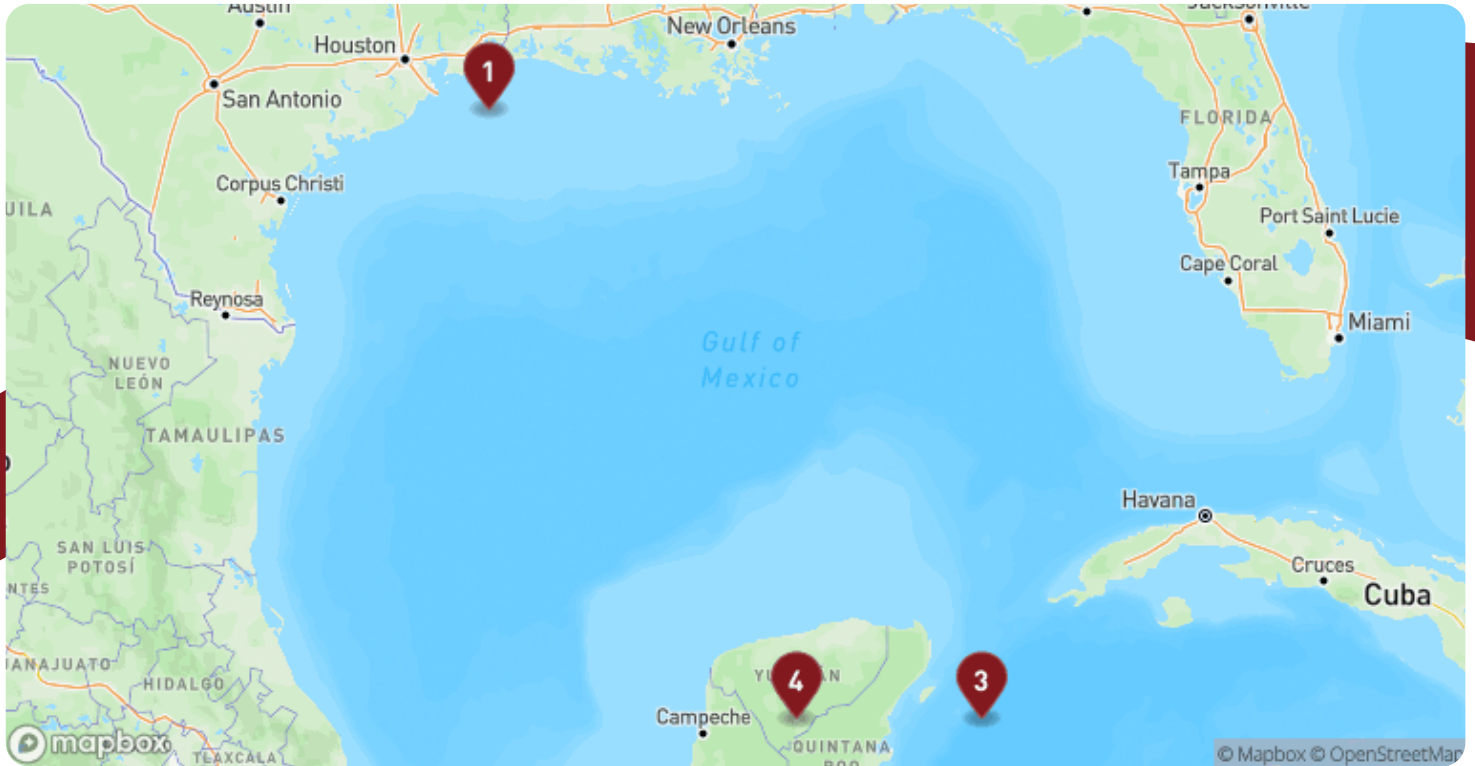 Austin
Jacksonville
New Orleans
Houston
1
San Antonio
FLORIDA
Tampa
Corpus Christi
UILA
Port Saint Lucie
Cape Coral
Reynosa
Miami
Gulf of
Mexico
NUEVO
LEÓN
TAMAULIPAS
Havana
SAN LUIS
POTOSÍ
NTES
Cruces
Cuba
JANAJUATO
HIDALGO
4
3
Campeche
QUINTANA
ROO
mapbox
TLAXCALA
© Mapbox © OpenStreetMap